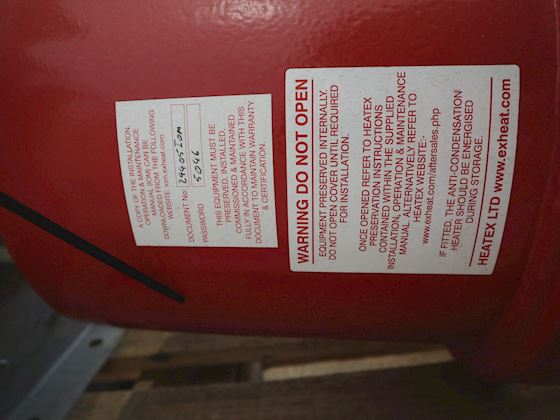 A COPY OF THE INSTALLATION,
OPERATION & MAINTENANCE
MANUAL (IOM) CAN BE
DOWNLOADED FROM THE FOLLOWING
WEBSITE: iom.exheat.com
DOCUMENT No: 29405IOM
PASSWORD 5046
THIS EQUIPMENT MUST BE
PRESERVED, INSTALLED,
COMMISSIONED & MAINTAINED
FULLY IN ACCORDANCE WITH THIS
DOCUMENT TO MAINTAIN WARRANTY
& CERTIFICATION.
WARNING DO NOT OPEN
EQUIPMENT PRESERVED INTERNALLY.
DO NOT OPEN COVER UNTIL REQUIRED
FOR INSTALLATION.
ONCE OPENED REFER TO HEATEX
PRESERVATION INSTRUCTIONS
CONTAINED WITHIN THE SUPPLIED
INSTALLATION, OPERATION & MAINTENANCE
MANUAL ALTERNATIVELY REFER TO
HEATEX WEBSITE:-
www.exheat.com/aftersales.php
IF FITTED, THE ANTI-CONDENSATION
HEATER SHOULD BE ENERGISED
DURING STORAGE.
HEATEX LTD www.exheat.com